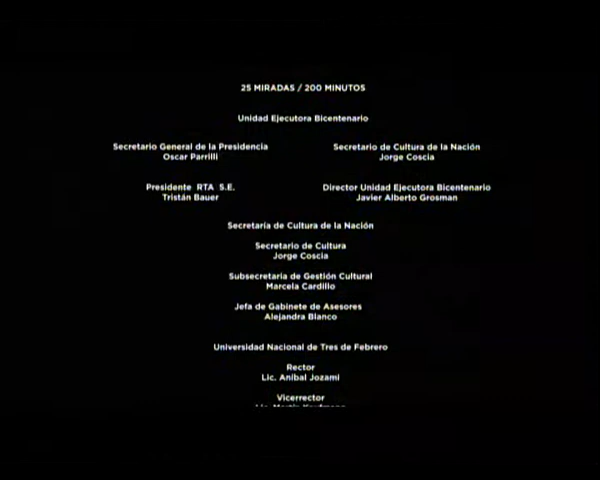 25 MIRADAS / 200 MINUTOS
Unidad Ejecutora Bicentenario
Secretario General de la Presidencia
Oscar Parrilli
Secretario de Cultura de la Nación
Jorge Coscia
Presidente RTA S.E.
Tristán Bauer
Director Unidad Ejecutora Bicentenario
Javier Alberto Grosman
Secretaría de Cultura de la Nación
Secretario de Cultura
Jorge Coscia
Subsecretaria de Gestión Cultural
Marcela Cardillo
Jefa de Gabinete de Asesores
Alejandra Blanco
Universidad Nacional de Tres de Febrero
Rector
Lic. Aníbal Jozami
Vicerrector